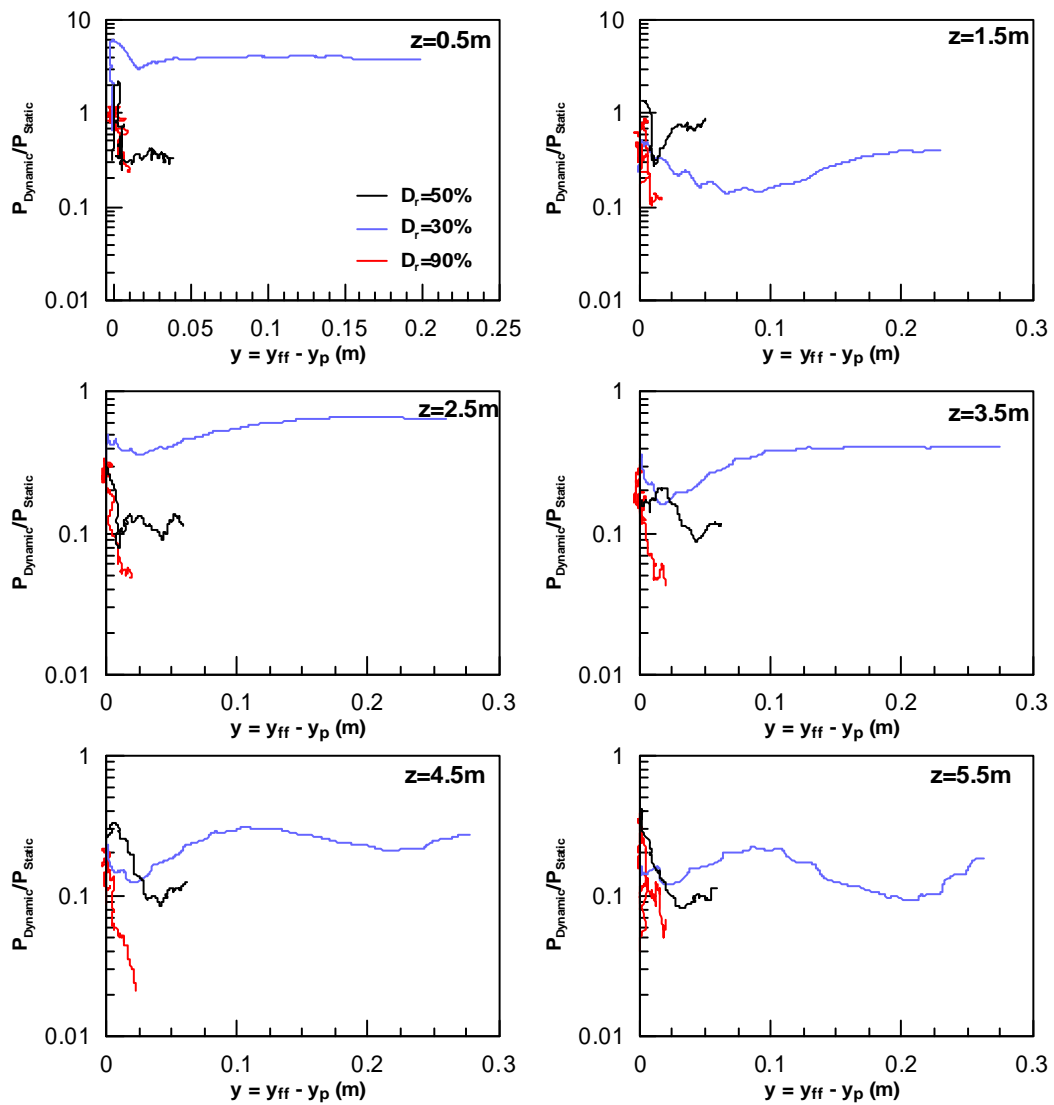 10
1
0.1
0.01
P_Dynamic/P_Static
z=0.5m
D_r=50%
D_r=30%
D_r=90%
0 0.05 0.1 0.15 0.2 0.25
y = y_ff - y_p (m)
10
1
0.1
0.01
P_Dynamic/P_Static
z=1.5m
0 0.1 0.2 0.3
y = y_ff - y_p (m)
1
0.1
0.01
P_Dynamic/P_Static
z=2.5m
0 0.1 0.2 0.3
y = y_ff - y_p (m)
1
0.1
0.01
P_Dynamic/P_Static
z=3.5m
0 0.1 0.2 0.3
y = y_ff - y_p (m)
1
0.1
0.01
P_Dynamic/P_Static
z=4.5m
0 0.1 0.2 0.3
y = y_ff - y_p (m)
1
0.1
0.01
P_Dynamic/P_Static
z=5.5m
0 0.1 0.2 0.3
y = y_ff - y_p (m)